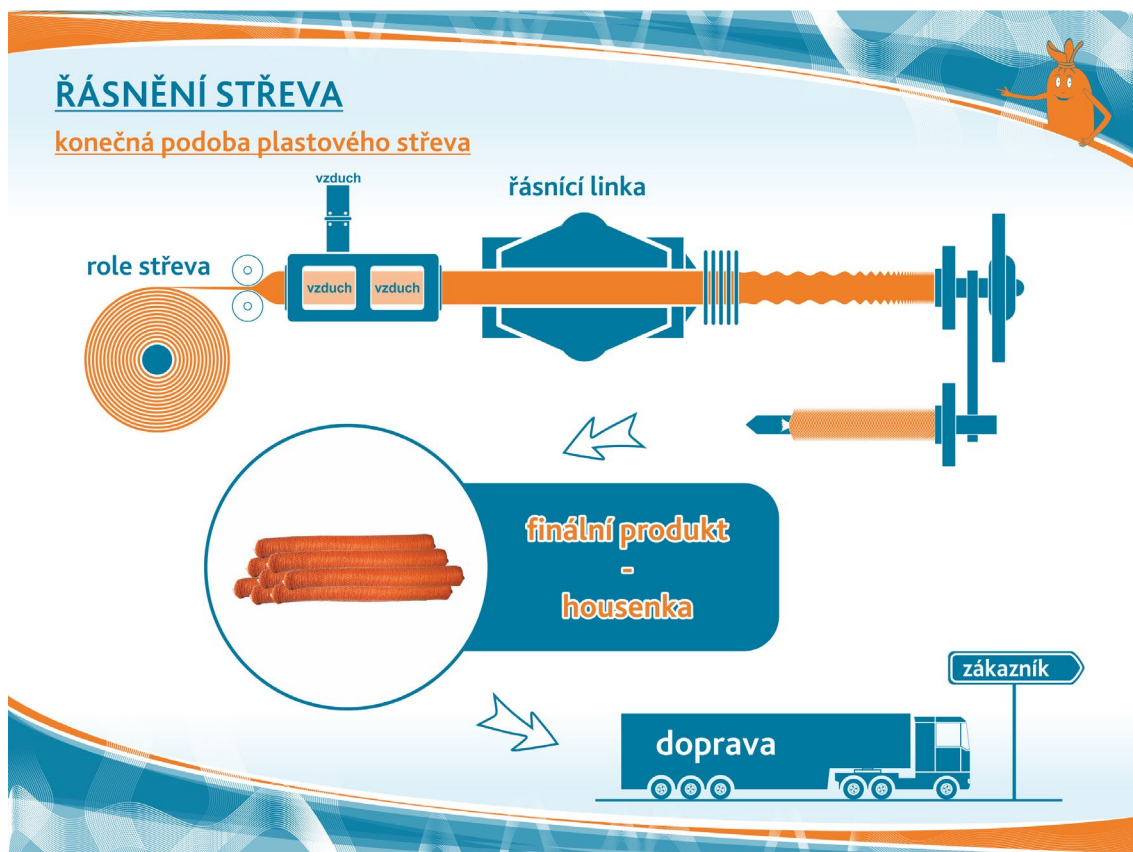 ŘÁSNĚNÍ STŘEVA
konečná podoba plastového střeva
vzduch
řásnící linka
role střeva
vzduch
vzduch
finální produkt
-
housenka
zákazník
doprava